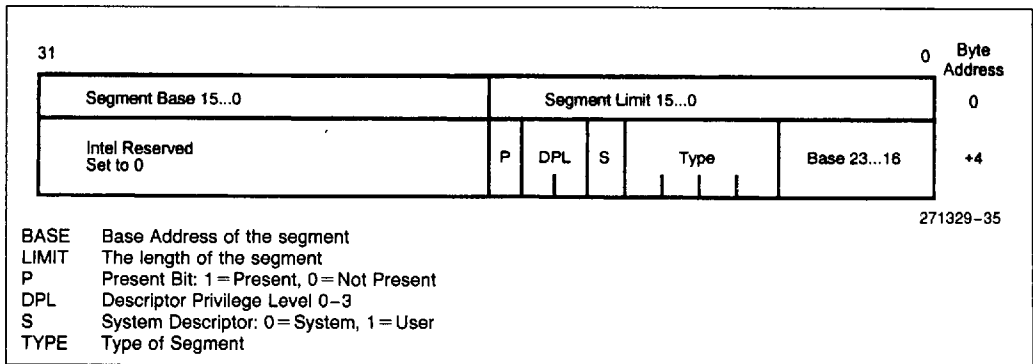 31 0 Byte Address
Segment Base 15...0 Segment Limit 15...0 0
Intel Reserved Set to 0 P DPL S Type Base 23...16 +4
271329-35
BASE Base Address of the segment
LIMIT The length of the segment
P Present Bit: 1=Present, 0=Not Present
DPL Descriptor Privilege Level 0-3
S System Descriptor: 0=System, 1=User
TYPE Type of Segment